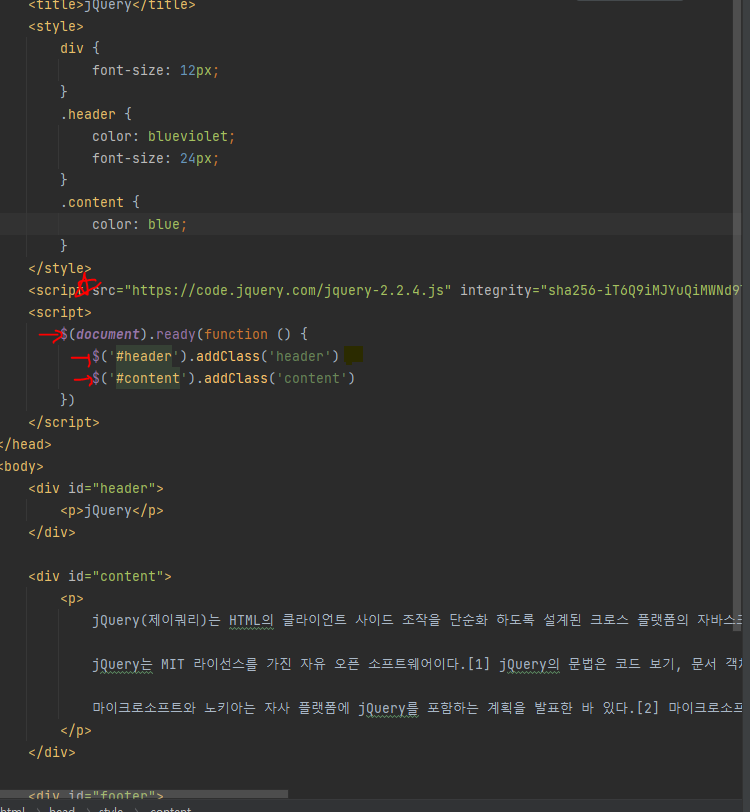 <title>jQuery</title>
<style>
div {
font-size: 12px;
}
.header {
color: blueviolet;
font-size: 24px;
}
.content {
color: blue;
}
</style>
<script src="https://code.jquery.com/jquery-2.2.4.js" integrity="sha256-iT6Q9iMJYuQiMWNd9
<script>
$(document).ready(function () {
$('#header').addClass('header')
$('#content').addClass('content')
})
</script>
</head>
<body>
<div id="header">
<p>jQuery</p>
</div>
<div id="content">
<p>
jQuery(제이쿼리)는 HTML의 클라이언트 사이드 조작을 단순화 하도록 설계된 크로스 플랫폼의 자바스크
jQuery는 MIT 라이선스를 가진 자유 오픈 소프트웨어이다.[1] jQuery의 문법은 코드 보기, 문서 객체
마이크로소프트와 노키아는 자사 플랫폼에 jQuery를 포함하는 계획을 발표한 바 있다.[2] 마이크로소프
</p>
</div>
<div id="footer">
html › head › style › .content